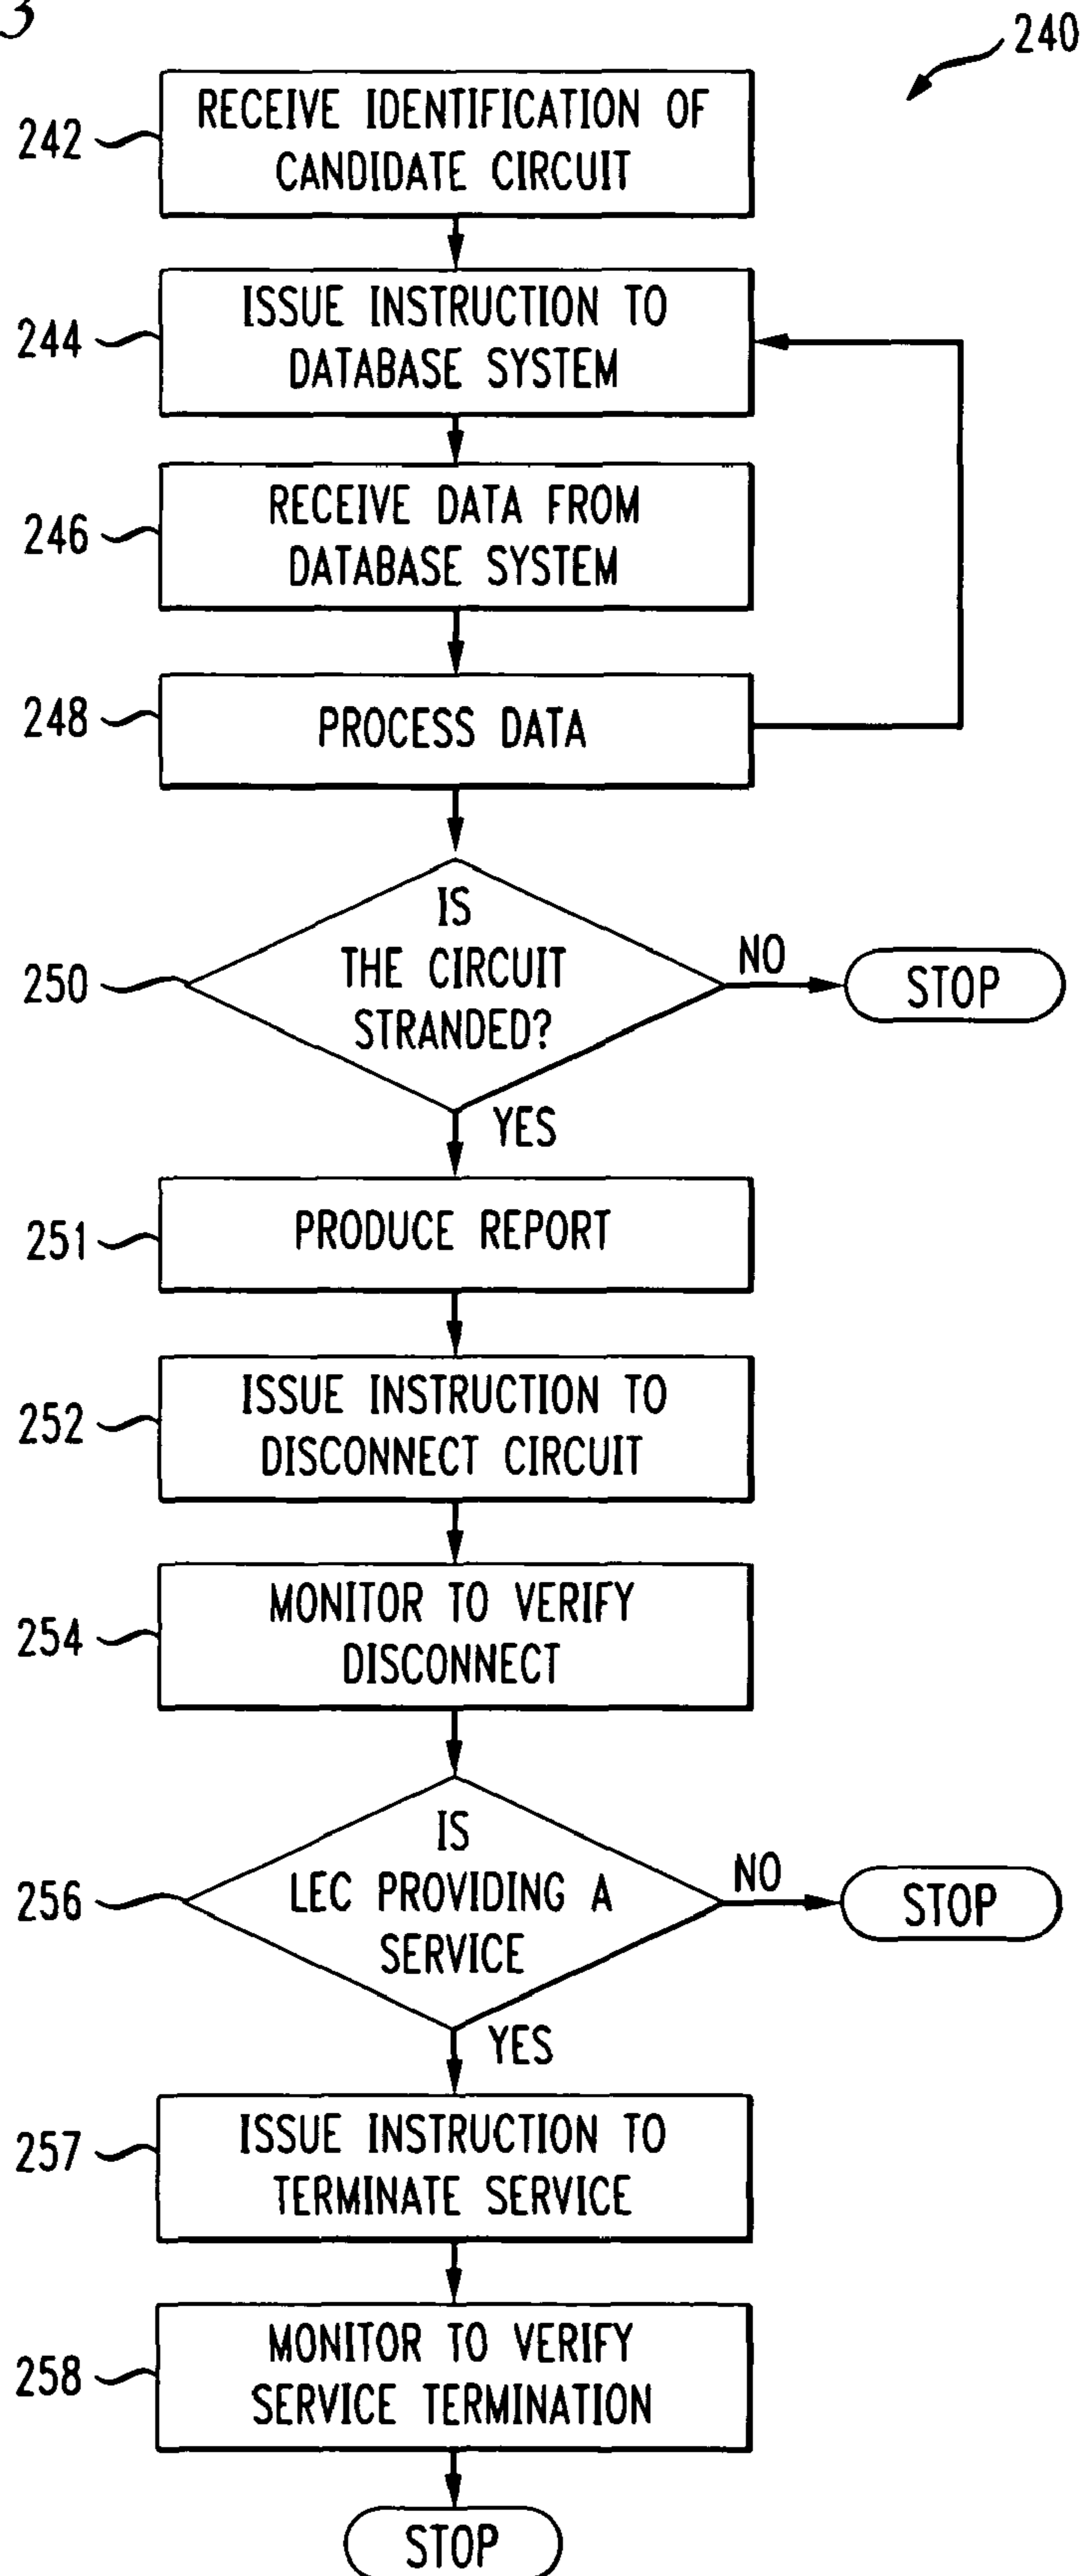 3
240
242
RECEIVE IDENTIFICATION OF
CANDIDATE CIRCUIT
244
ISSUE INSTRUCTION TO
DATABASE SYSTEM
246
RECEIVE DATA FROM
DATABASE SYSTEM
248
PROCESS DATA
250
IS
THE CIRCUIT
STRANDED?
NO
STOP
YES
251
PRODUCE REPORT
252
ISSUE INSTRUCTION TO
DISCONNECT CIRCUIT
254
MONITOR TO VERIFY
DISCONNECT
256
IS
LEC PROVIDING A
SERVICE
NO
STOP
YES
257
ISSUE INSTRUCTION TO
TERMINATE SERVICE
258
MONITOR TO VERIFY
SERVICE TERMINATION
STOP